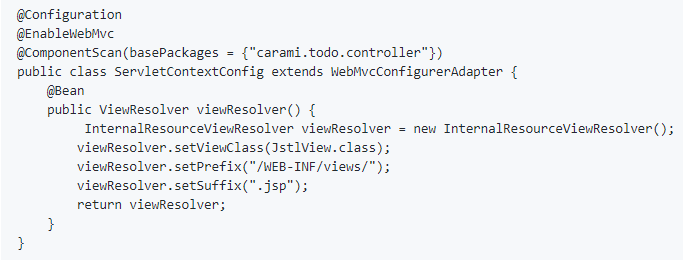 @Configuration
@EnableWebMvc
@ComponentScan(basePackages = {"carami.todo.controller"})
public class ServletContextConfig extends WebMvcConfigurerAdapter {
    @Bean
    public ViewResolver viewResolver() {
         InternalResourceViewResolver viewResolver = new InternalResourceViewResolver();
        viewResolver.setViewClass(JstlView.class);
        viewResolver.setPrefix("/WEB-INF/views/");
        viewResolver.setSuffix(".jsp");
        return viewResolver;
    }
}